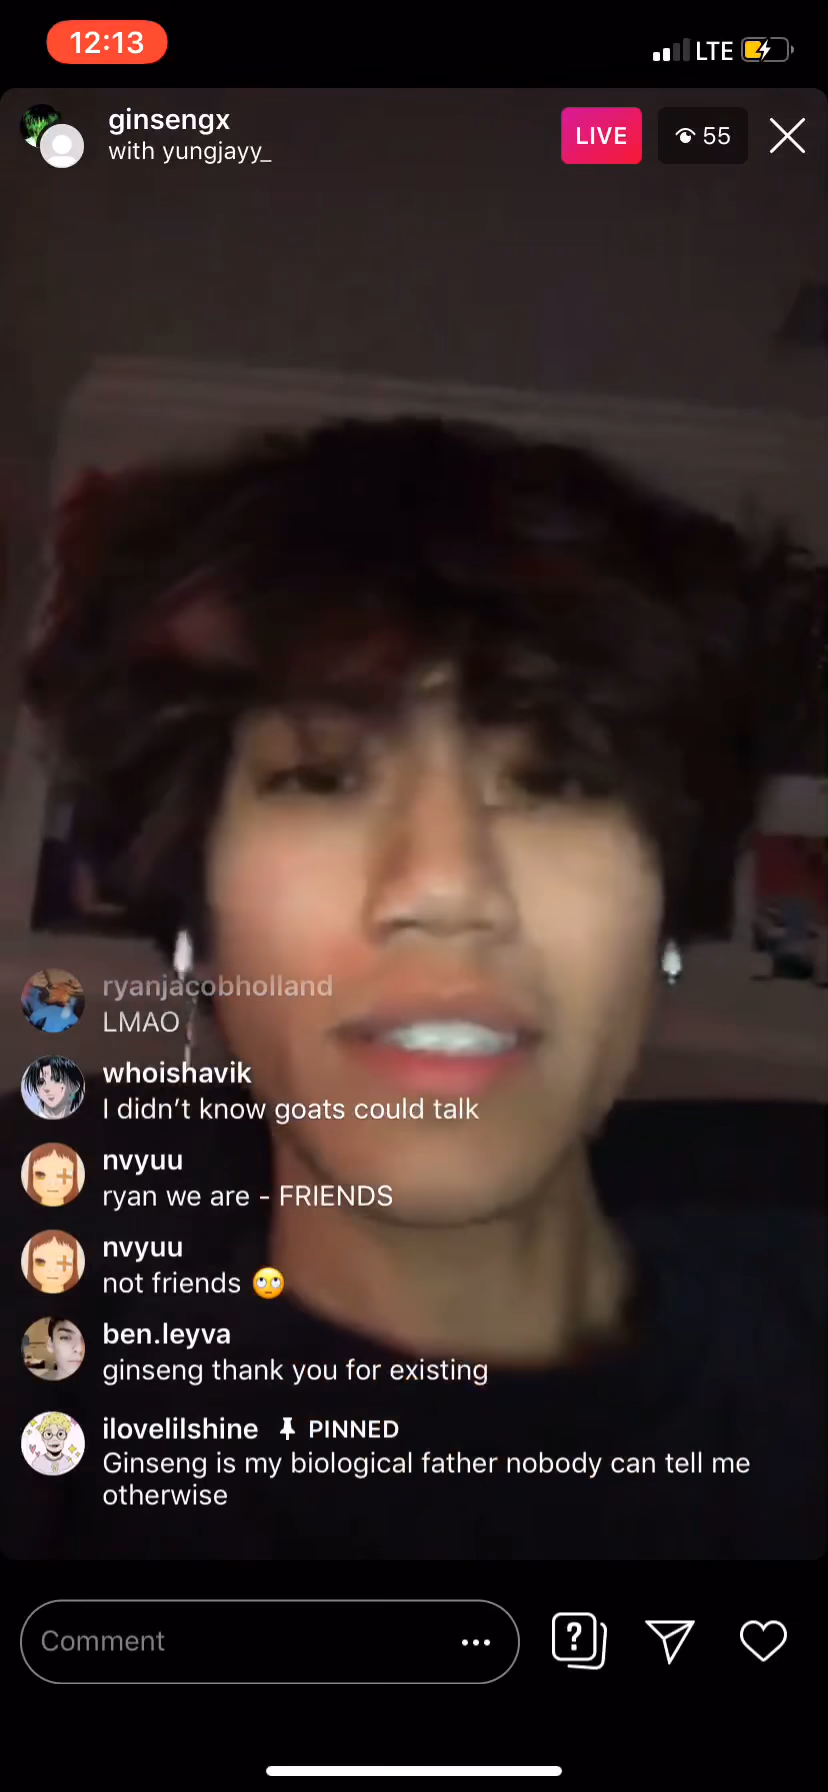 12:13
LTE
ginsengx
with yungjayy_
LIVE
55
ryanjacobholland
LMAO
whoishavik
I didn’t know goats could talk
nvyuu
ryan we are - FRIENDS
nvyuu
not friends 🙄
ben.leyva
ginseng thank you for existing
ilovelilshine PINNED
Ginseng is my biological father nobody can tell me
otherwise
Comment
?